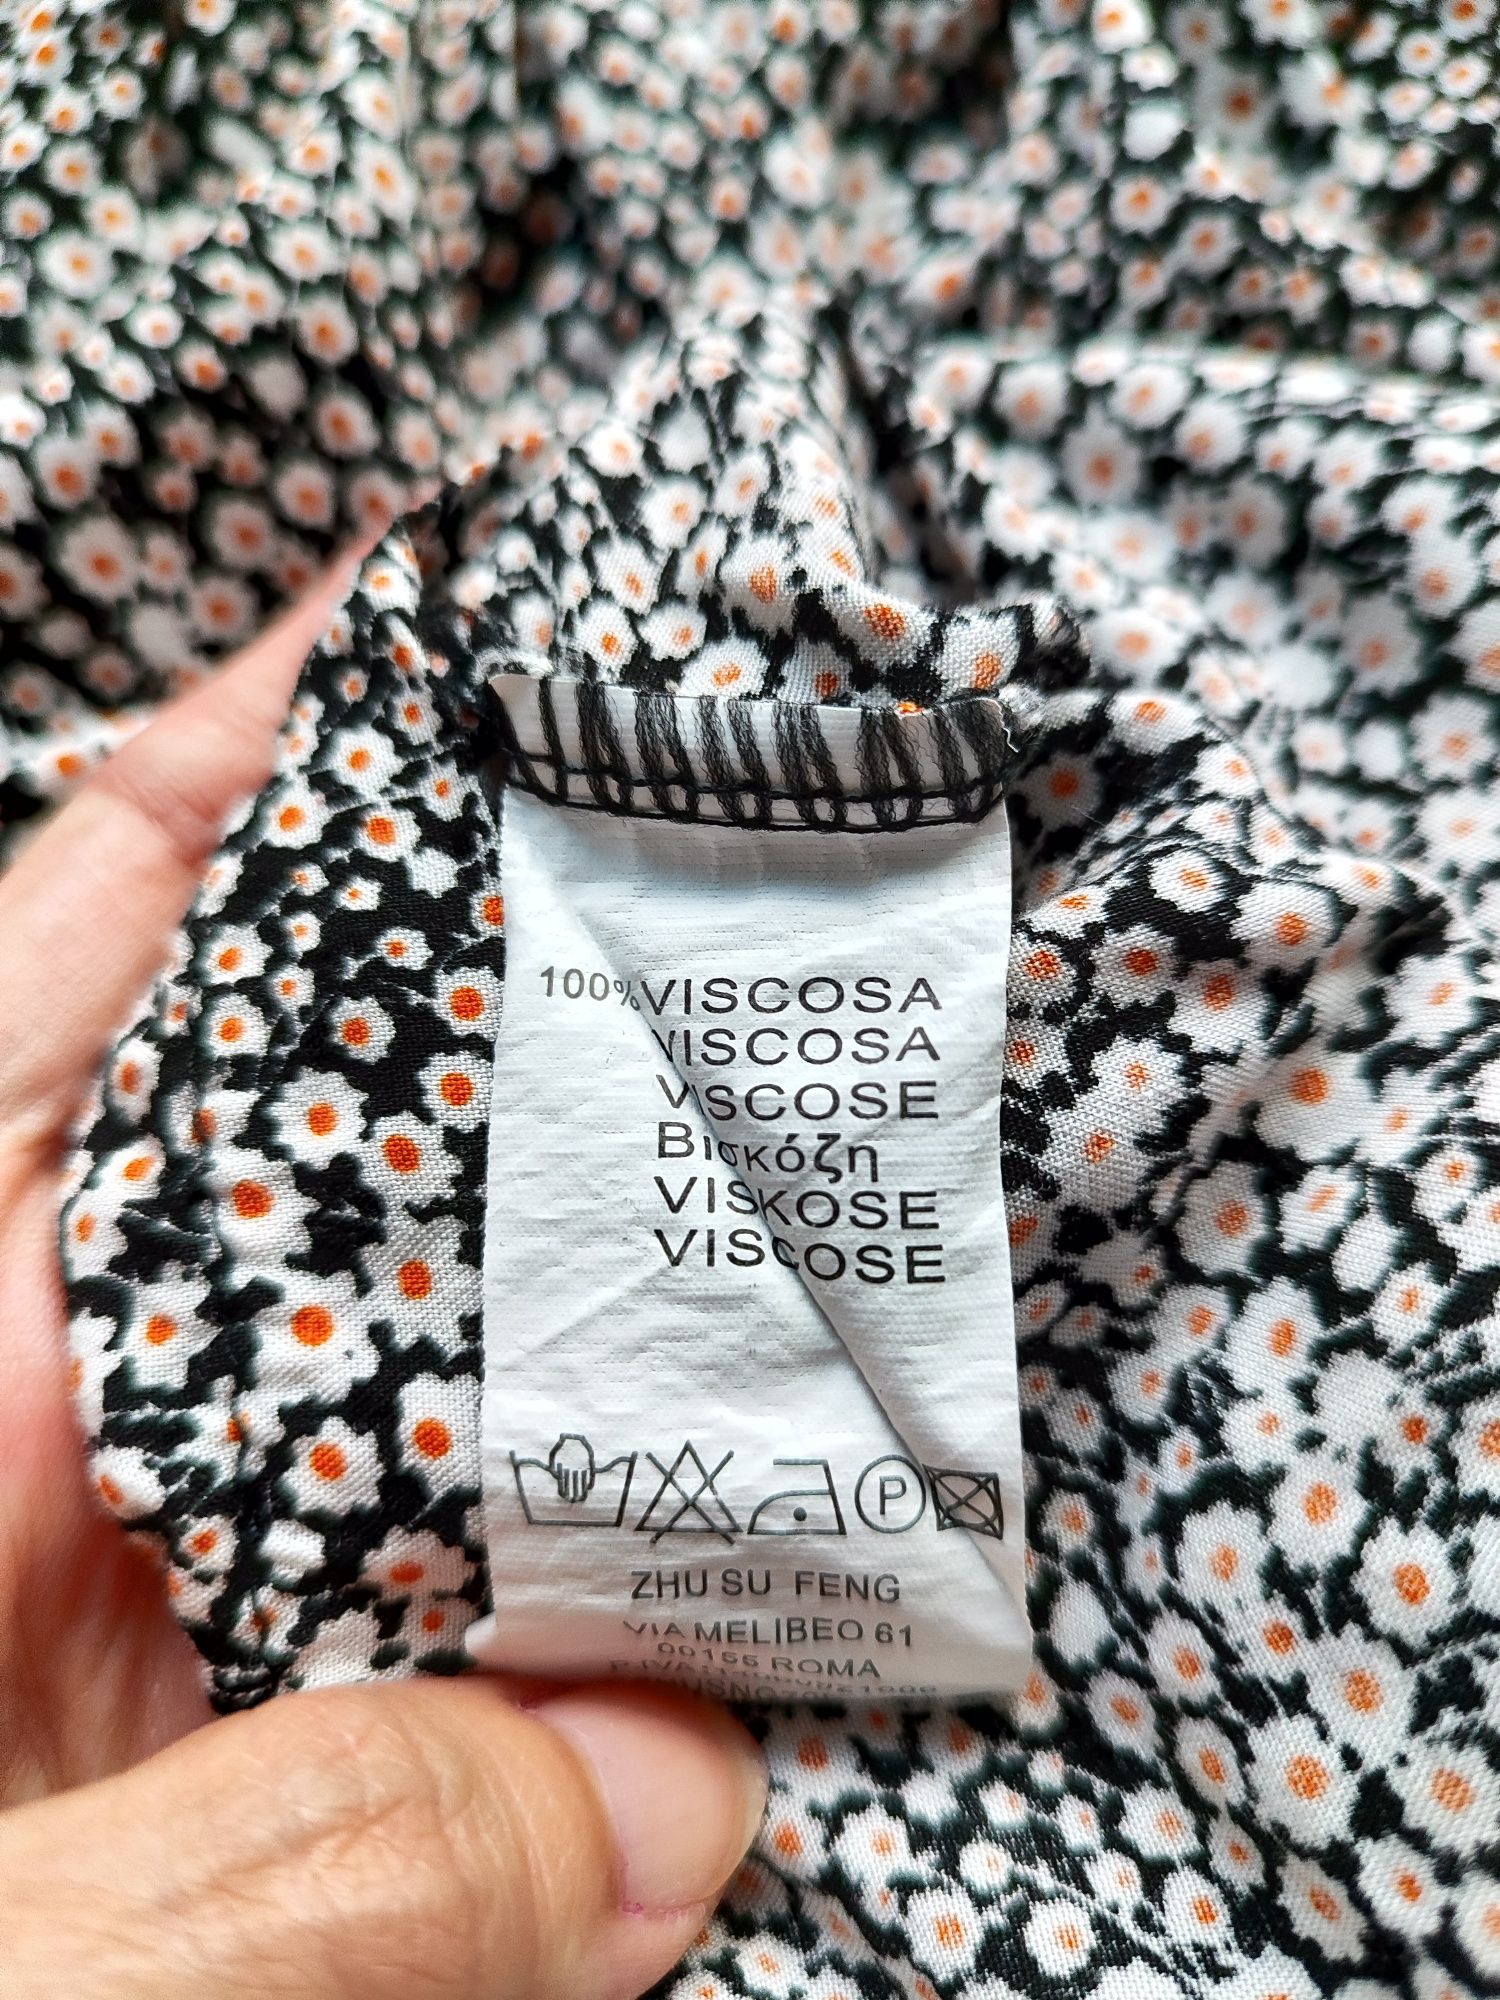 100% VISCOSA
VISCOSA
VISCOSE
Βισκόζη
VISKOSE
VISCOSE
P
ZHU SU FENG
VIA MELIBEO 61
00155 ROMA